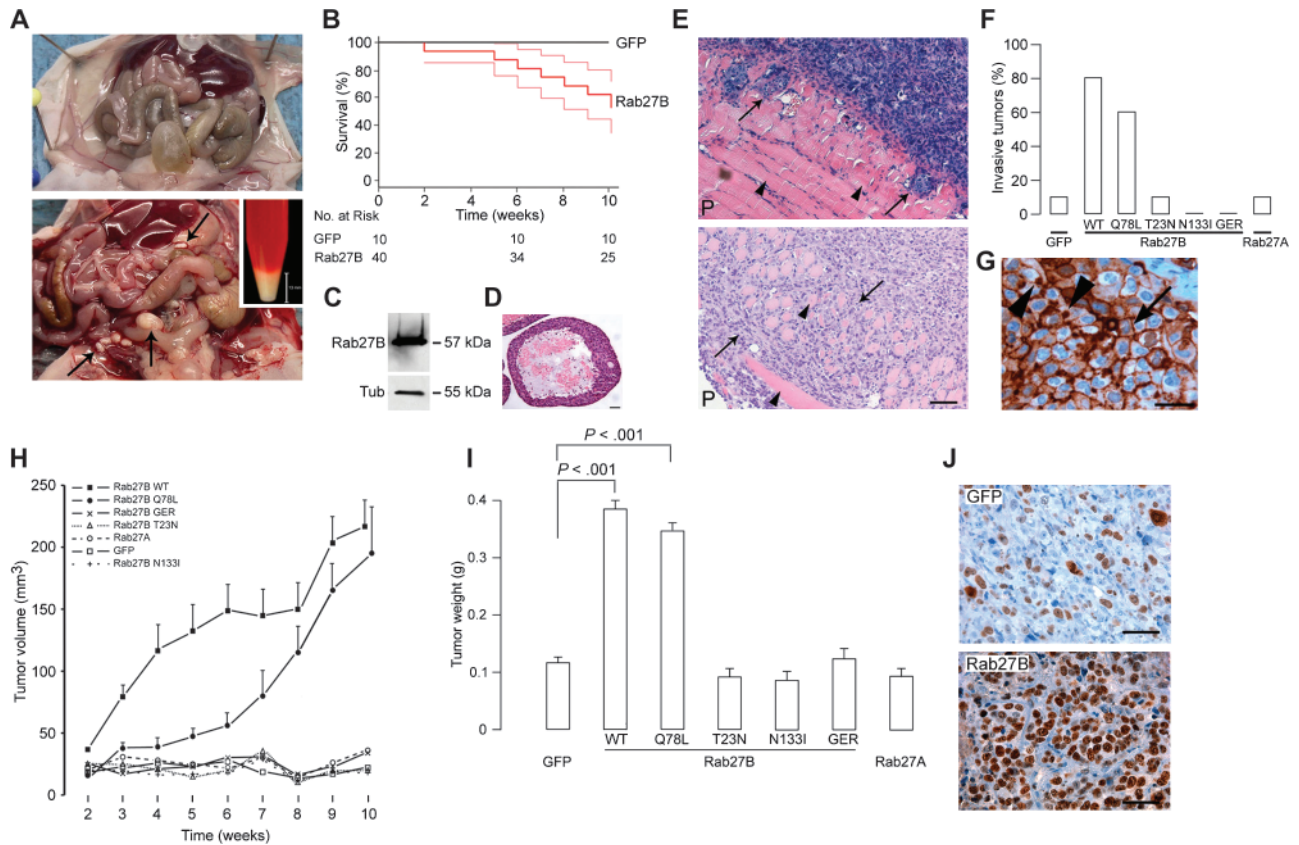 A
B
100
80
60
40
20
0
Survival (%)
GFP
Rab27B
0 2 4 6 8 10
Time (weeks)
No. at Risk
GFP 10 10 10
Rab27B 40 34 25
C
Rab27B – 57 kDa
Tub – 55 kDa
D
E
P
P
F
100
80
60
40
20
0
Invasive tumors (%)
WT Q78L T23N N133I GER
GFP Rab27B Rab27A
G
H
Rab27B WT
Rab27B Q78L
Rab27B GER
Rab27B T23N
Rab27A
GFP
Rab27B N133I
250
200
150
100
50
0
Tumor volume (mm3)
2 3 4 5 6 7 8 9 10
Time (weeks)
I
P < .001
P < .001
0.4
0.3
0.2
0.1
0
Tumor weight (g)
WT Q78L T23N N133I GER
GFP Rab27B Rab27A
J
GFP
Rab27B